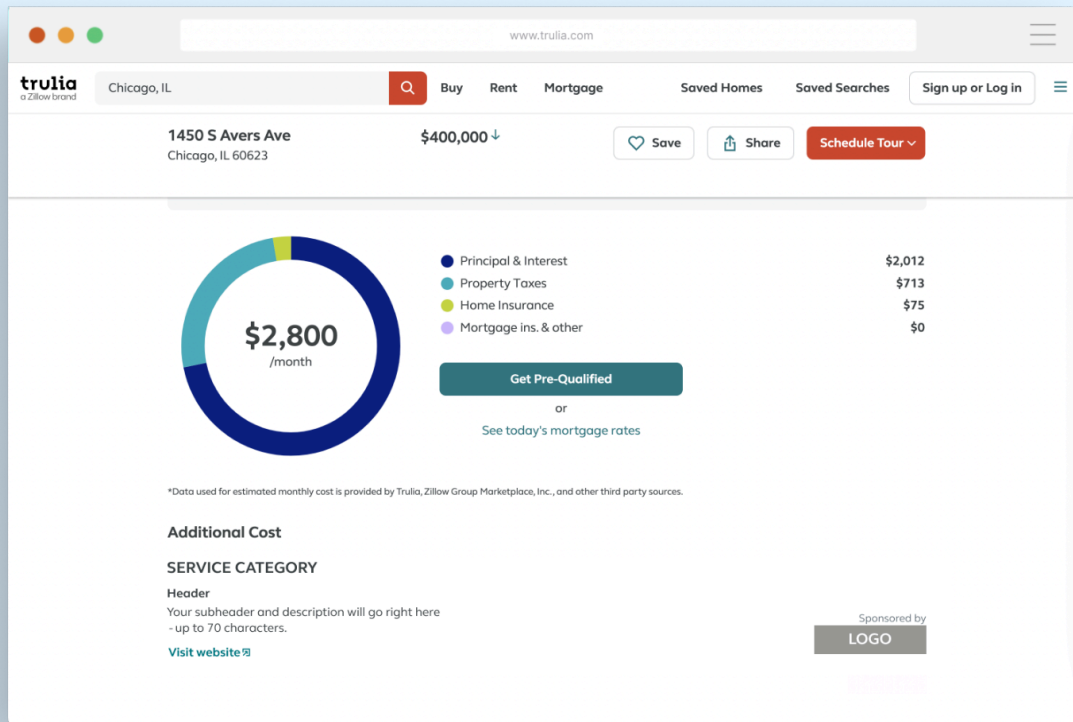 www.trulia.com
trulia
a Zillow brand
Chicago, IL
Buy
Rent
Mortgage
Saved Homes
Saved Searches
Sign up or Log in
1450 S Avers Ave
Chicago, IL 60623
$400,000
Save
Share
Schedule Tour
$2,800
/month
Principal & Interest $2,012
Property Taxes $713
Home Insurance $75
Mortgage ins. & other $0
Get Pre-Qualified
or
See today's mortgage rates
*Data used for estimated monthly cost is provided by Trulia, Zillow Group Marketplace, Inc., and other third party sources.
Additional Cost
SERVICE CATEGORY
Header
Your subheader and description will go right here
- up to 70 characters.
Visit website
Sponsored by
LOGO